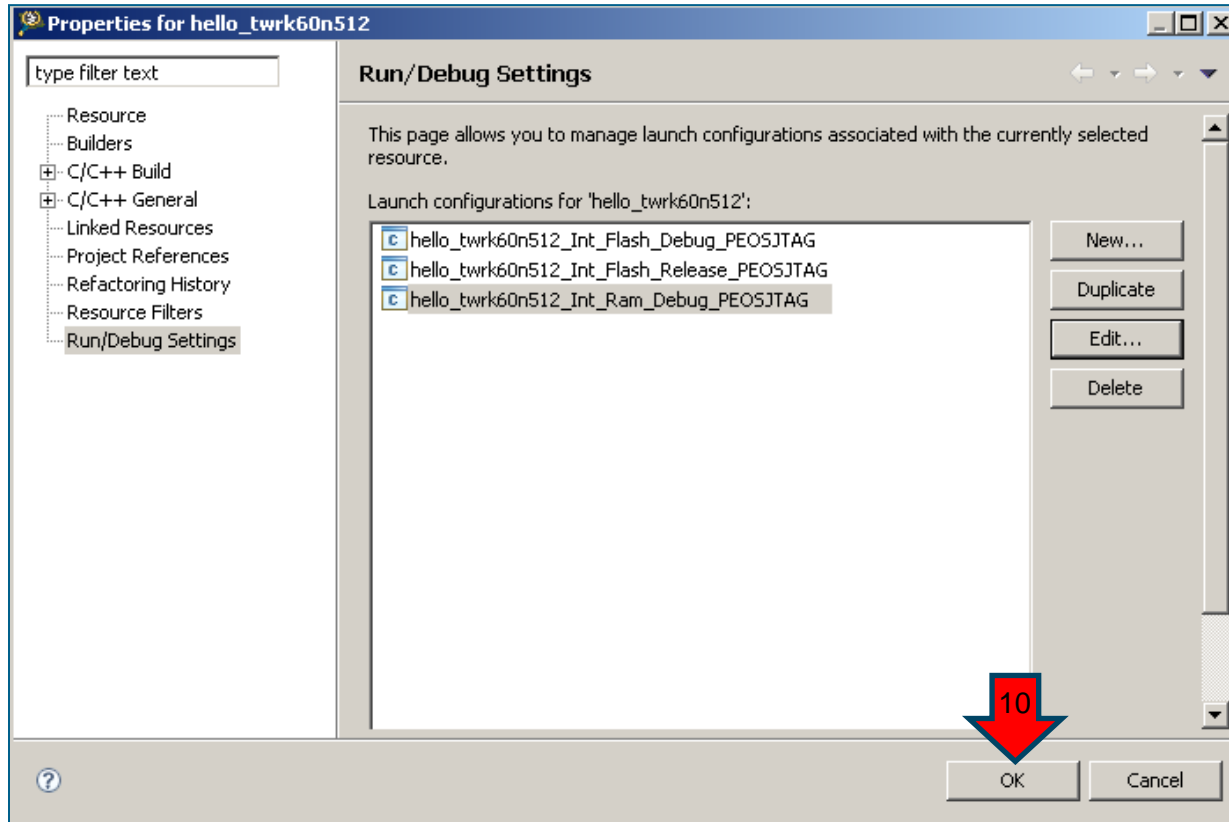 Properties for hello_twrk60n512
type filter text
Resource
Builders
C/C++ Build
C/C++ General
Linked Resources
Project References
Refactoring History
Resource Filters
Run/Debug Settings
Run/Debug Settings
This page allows you to manage launch configurations associated with the currently selected
resource.
Launch configurations for 'hello_twrk60n512':
c hello_twrk60n512_Int_Flash_Debug_PEOSJTAG
c hello_twrk60n512_Int_Flash_Release_PEOSJTAG
c hello_twrk60n512_Int_Ram_Debug_PEOSJTAG
New...
Duplicate
Edit...
Delete
10
?
OK
Cancel